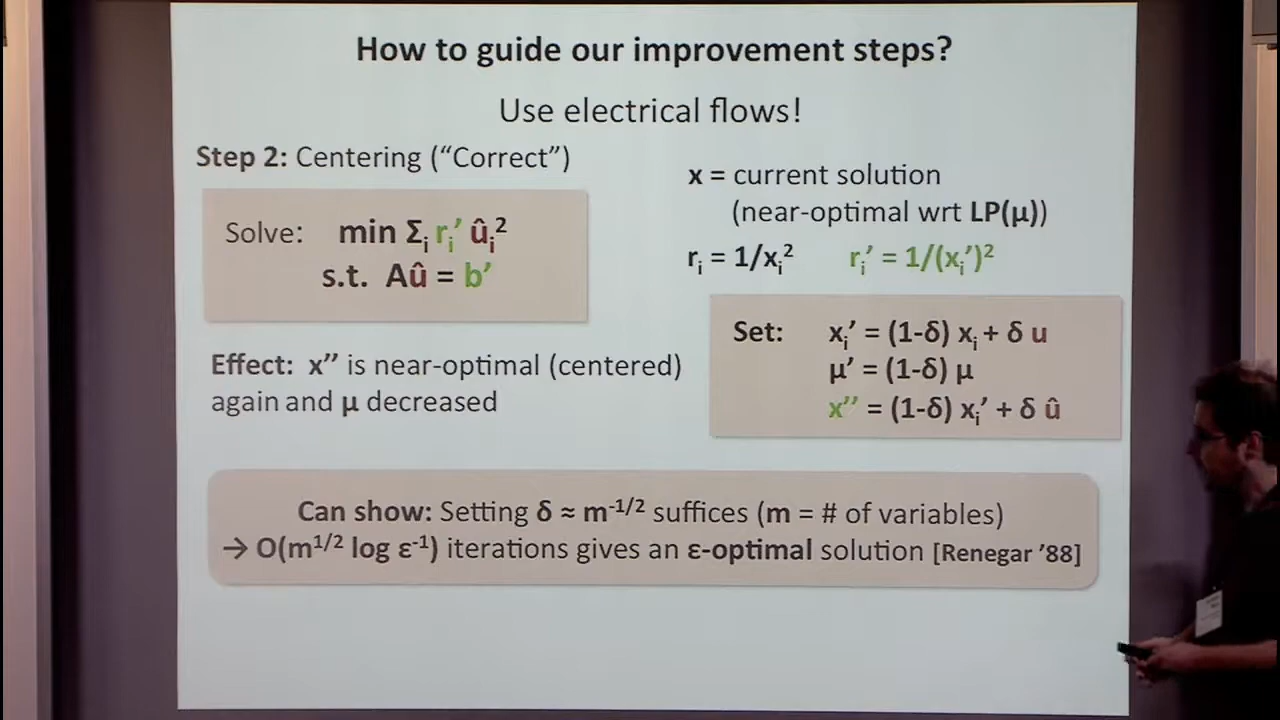 How to guide our improvement steps?
Use electrical flows!
Step 2: Centering (“Correct”)
Solve: min Σᵢ rᵢ’ ûᵢ²
s.t. Aû = b’
Effect: x’’ is near-optimal (centered)
again and μ decreased
x = current solution
(near-optimal wrt LP(μ))
rᵢ = 1/xᵢ² rᵢ’ = 1/(xᵢ’)²
Set: xᵢ’ = (1-δ) xᵢ + δ u
μ’ = (1-δ) μ
x’’ = (1-δ) xᵢ’ + δ û
Can show: Setting δ ≈ m⁻¹/² suffices (m = # of variables)
→ O(m¹/² log ε⁻¹) iterations gives an ε-optimal solution [Renegar ’88]